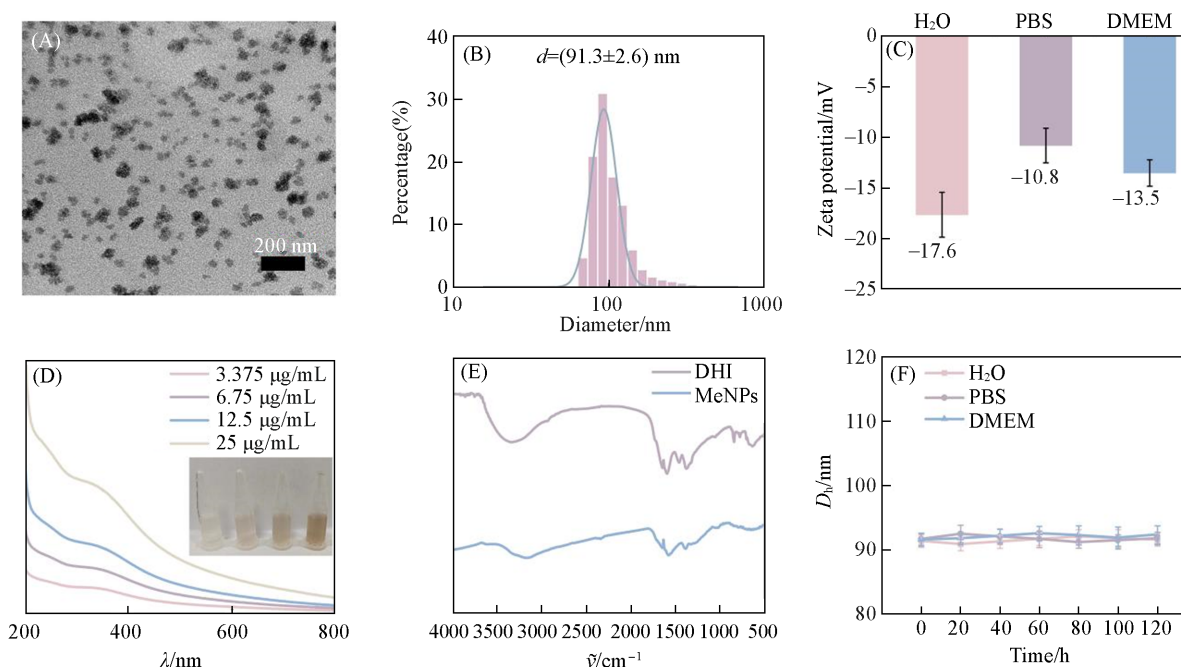 (A)
200 nm
(B)
d=(91.3±2.6) nm
Percentage(%)
40
30
20
10
0
10
100
1000
Diameter/nm
H₂O PBS DMEM
(C)
Zeta potential/mV
0
−5
−10
−15
−20
−25
−17.6
−10.8
−13.5
(D)
3.375 μg/mL
6.75 μg/mL
12.5 μg/mL
25 μg/mL
200 400 600 800
λ/nm
(E)
DHI
MeNPs
4000 3500 3000 2500 2000 1500 1000 500
ṽ/cm⁻¹
(F)
H₂O
PBS
DMEM
Dₕ/nm
120
110
100
90
80
0 20 40 60 80 100 120
Time/h